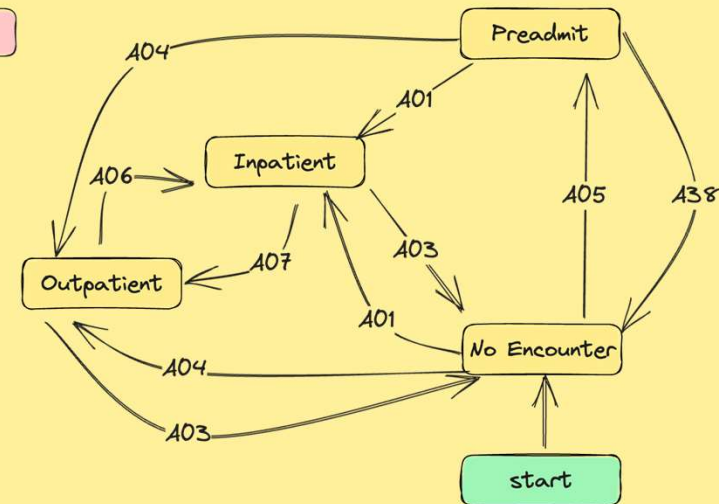 Preadmit
A04
A01
Inpatient
A06
A05
A38
A03
A07
Outpatient
A01
No Encounter
A04
A03
start